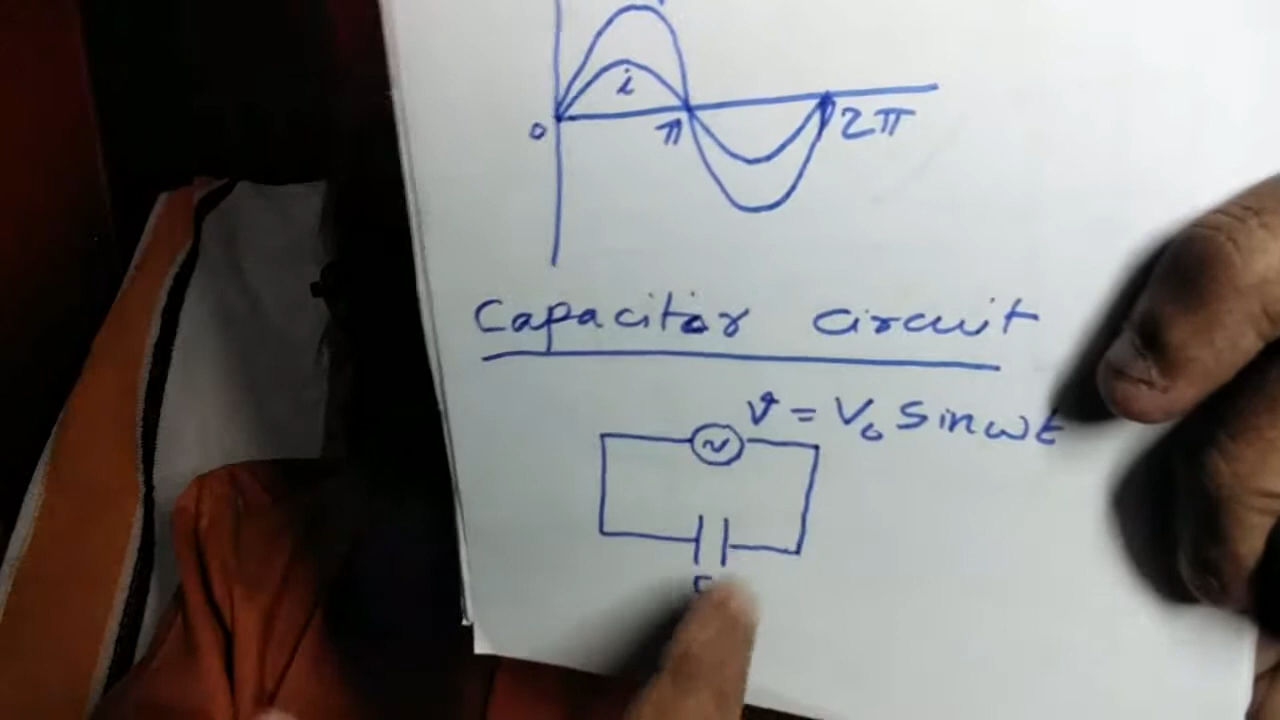 i
0 π 2π
Capacitor circuit
v = V₀ Sin ωt
~